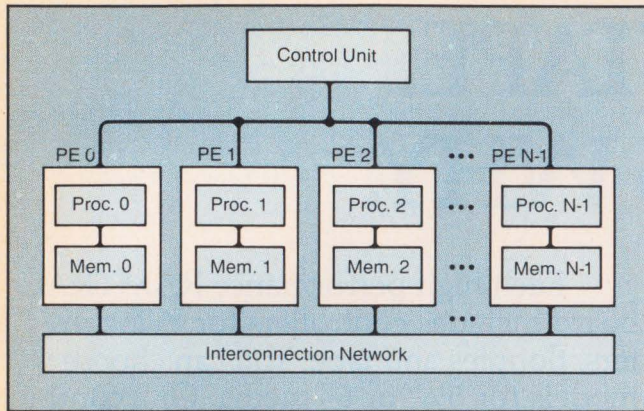 Control Unit
PE 0 PE 1 PE 2 ••• PE N-1
Proc. 0 Proc. 1 Proc. 2 ••• Proc. N-1
Mem. 0 Mem. 1 Mem. 2 ••• Mem. N-1
•••
Interconnection Network